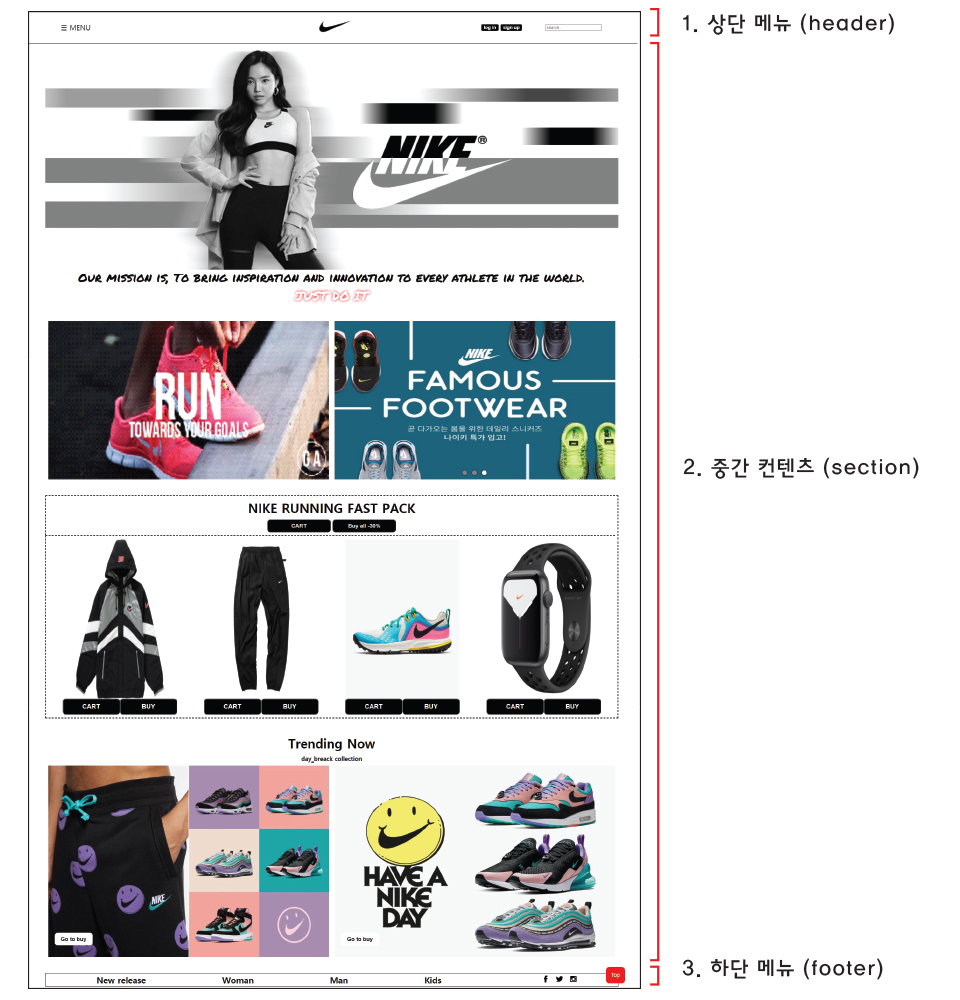 ☰ MENU
log in sign up
search
1. 상단 메뉴 (header)
NIKE®
OUR MISSION IS, TO BRING INSPIRATION AND INNOVATION TO EVERY ATHLETE IN THE WORLD.
JUST DO IT
RUN
TOWARDS YOUR GOALS
G A
NIKE
FAMOUS
FOOTWEAR
곧 다가오는 봄을 위한 데일리 스니커즈
나이키 특가 입고!
2. 중간 컨텐츠 (section)
NIKE RUNNING FAST PACK
CART Buy all -30%
CART BUY CART BUY CART BUY CART BUY
Trending Now
day_breack collection
NIKE
Go to buy
HAVE A
NIKE
DAY
Go to buy
New release Woman Man Kids
Top
3. 하단 메뉴 (footer)